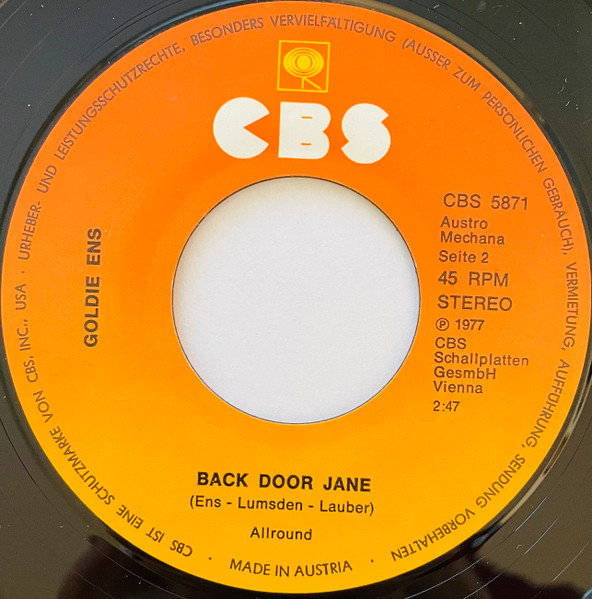 URHEBER- UND LEISTUNGSSCHUTZRECHTE, BESONDERS VERVIELFÄLTIGUNG (AUSSER ZUM PERSÖNLICHEN GEBRAUCH), VERMIETUNG, AUFFÜHRUNG, SENDUNG VORBEHALTEN
CBS
CBS 5871
Austro
Mechana
Seite 2
45 RPM
STEREO
℗ 1977
CBS
Schallplatten
GesmbH
Vienna
2:47
GOLDIE ENS
BACK DOOR JANE
(Ens - Lumsden - Lauber)
Allround
· MADE IN AUSTRIA ·
CBS IST EINE SCHUTZMARKE VON CBS, INC., USA ·